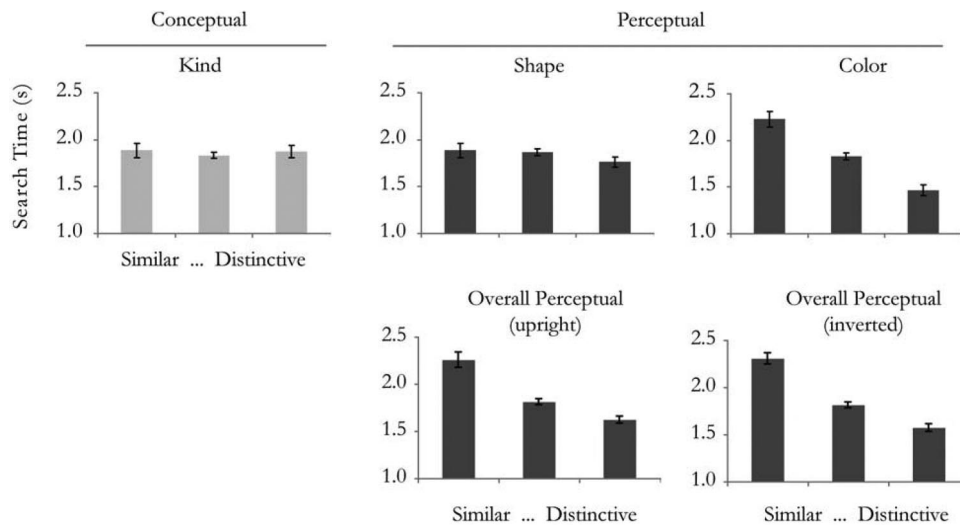 Conceptual
Perceptual
Kind
Shape
Color
Search Time (s)
2.5
2.0
1.5
1.0
2.5
2.0
1.5
1.0
2.5
2.0
1.5
1.0
Similar ... Distinctive
Overall Perceptual
(upright)
Overall Perceptual
(inverted)
2.5
2.0
1.5
1.0
2.5
2.0
1.5
1.0
Similar ... Distinctive
Similar ... Distinctive